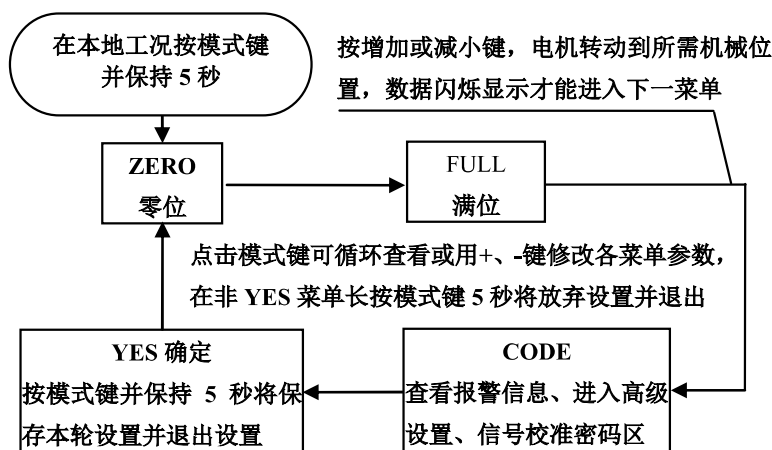 在本地工况按模式键
并保持 5 秒
按增加或减小键，电机转动到所需机械位
置，数据闪烁显示才能进入下一菜单
ZERO
零位
FULL
满位
点击模式键可循环查看或用+、-键修改各菜单参数，
在非 YES 菜单长按模式键 5 秒将放弃设置并退出
YES 确定
按模式键并保持 5 秒将保
存本轮设置并退出设置
CODE
查看报警信息、进入高级
设置、信号校准密码区